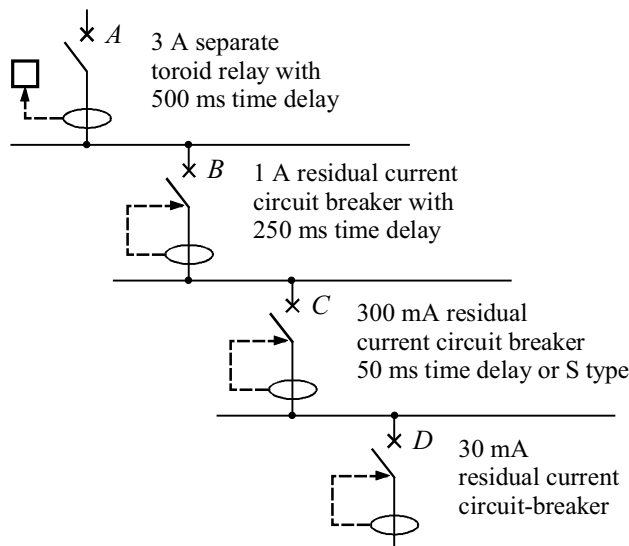 A
3 A separate
toroid relay with
500 ms time delay
B
1 A residual current
circuit breaker with
250 ms time delay
C
300 mA residual
current circuit breaker
50 ms time delay or S type
D
30 mA
residual current
circuit-breaker